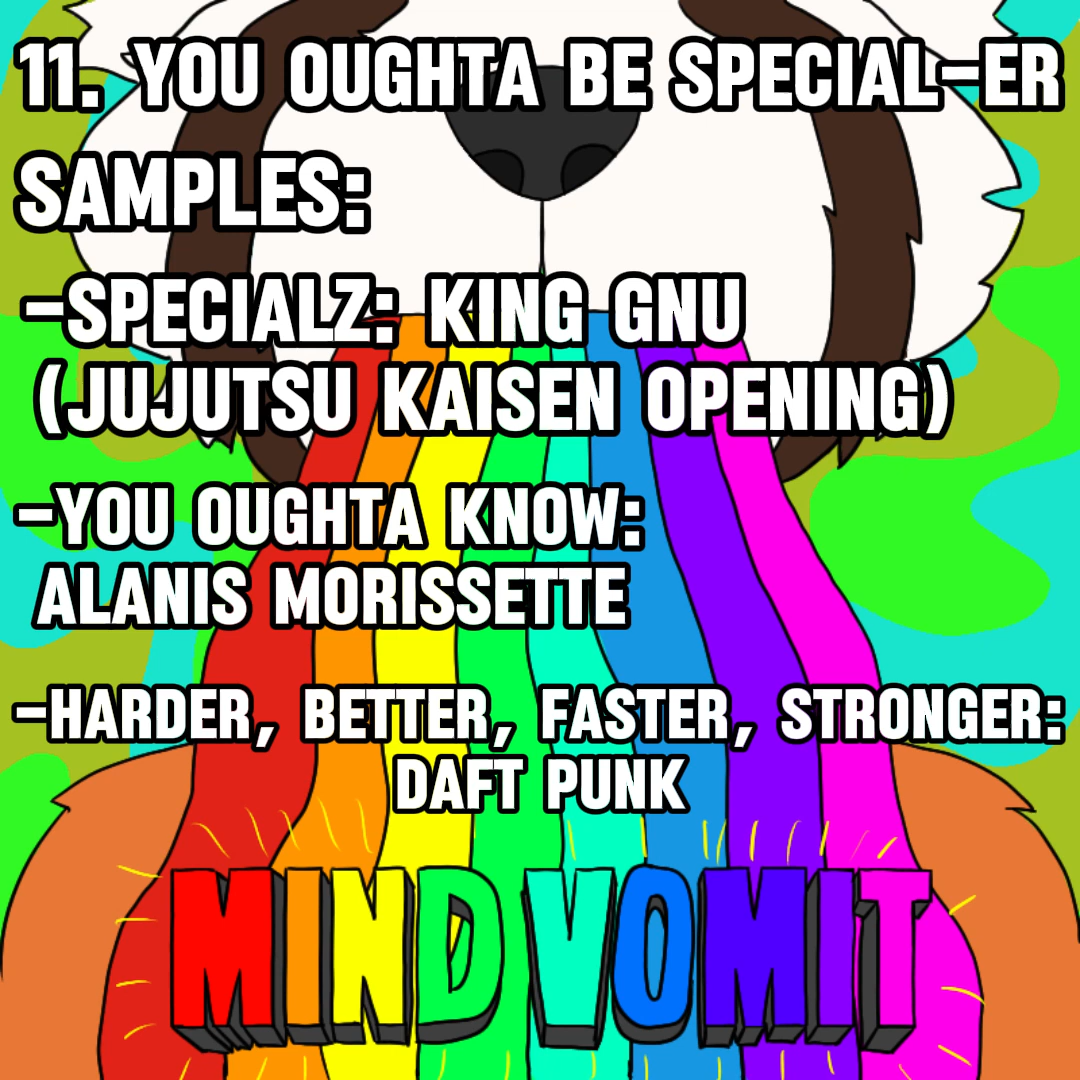 11. YOU OUGHTA BE SPECIAL-ER
SAMPLES:
-SPECIALZ: KING GNU
(JUJUTSU KAISEN OPENING)
-YOU OUGHTA KNOW:
ALANIS MORISSETTE
-HARDER, BETTER, FASTER, STRONGER:
DAFT PUNK
MIND VOMIT